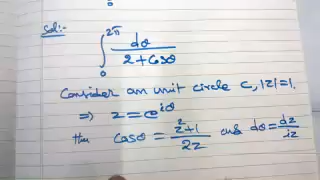 Sol:-
∫₀^{2π} dθ / (2 + Cosθ)
Consider an unit circle C, |z|=1.
⇒ z = e^{iθ}
then Cosθ = (z²+1) / 2z and dθ = dz / iz